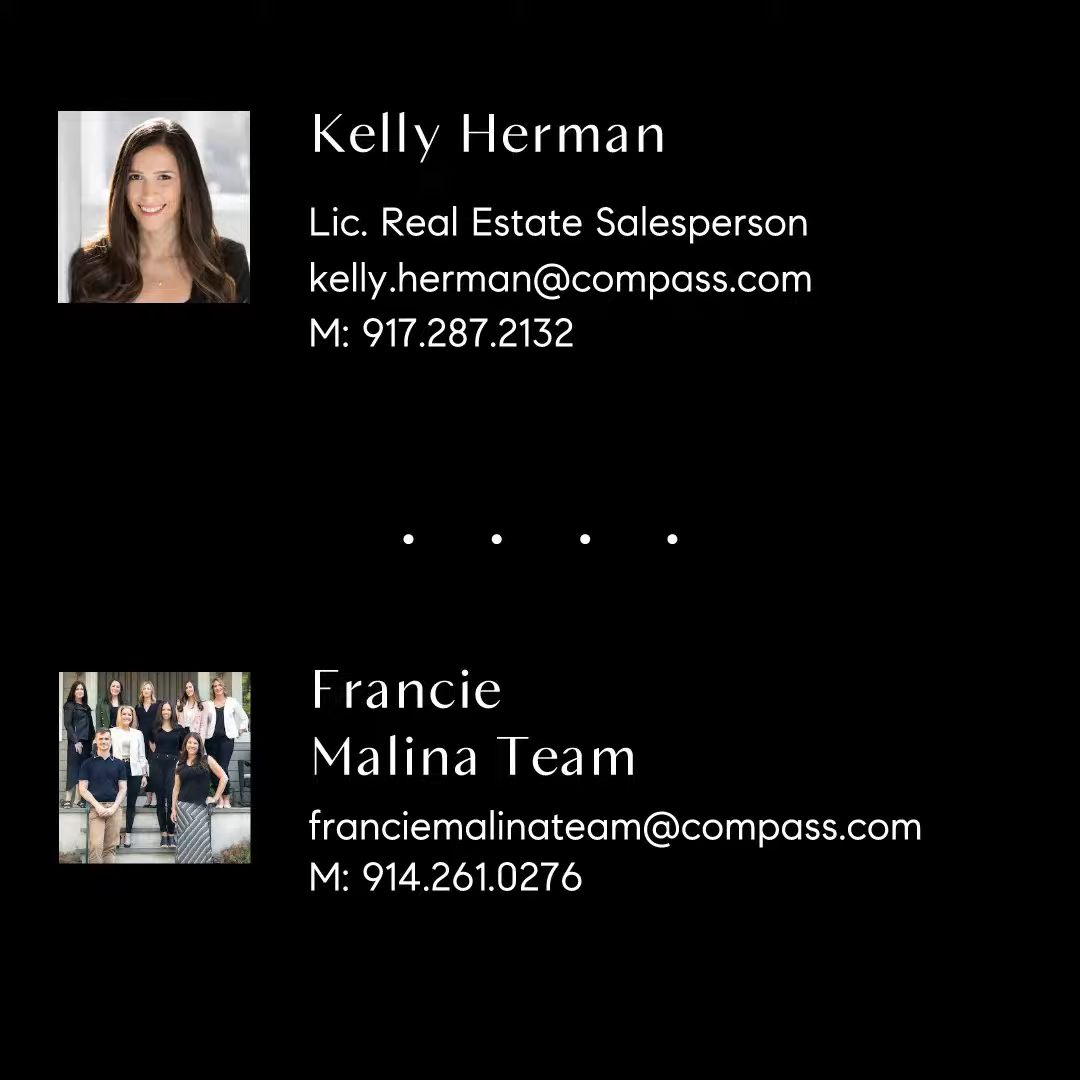 Kelly Herman
Lic. Real Estate Salesperson
kelly.herman@compass.com
M: 917.287.2132
Francie
Malina Team
franciemalinateam@compass.com
M: 914.261.0276